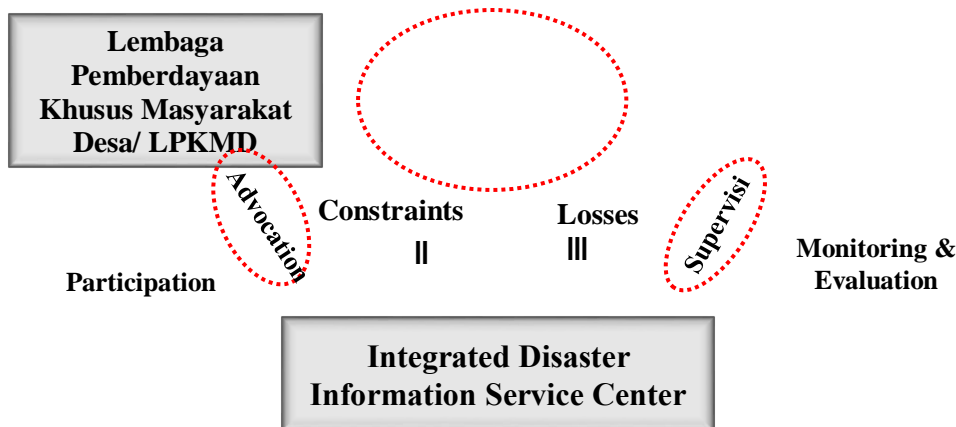 Lembaga
Pemberdayaan
Khusus Masyarakat
Desa/ LPKMD
Advocation
Constraints
II
Losses
III
Supervisi
Participation
Monitoring &
Evaluation
Integrated Disaster
Information Service Center